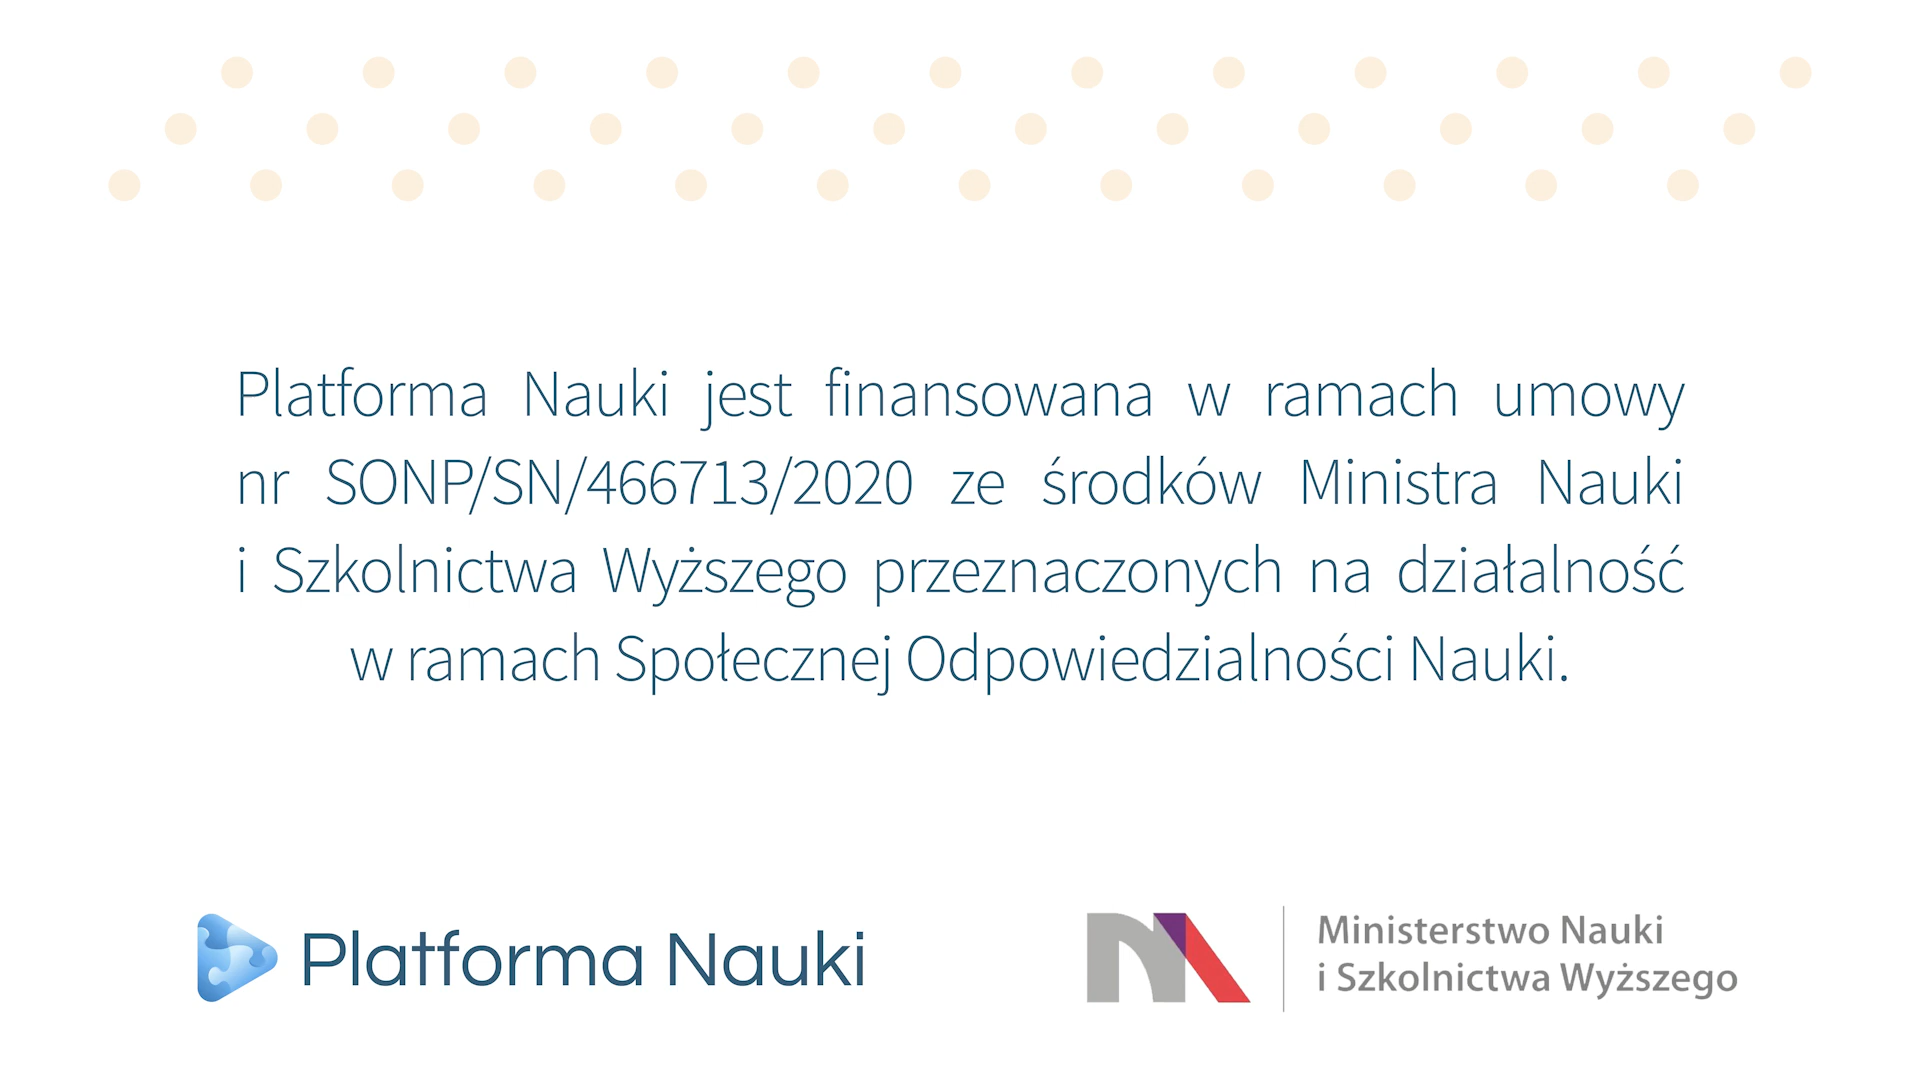 Platforma Nauki jest finansowana w ramach umowy
nr SONP/SN/466713/2020 ze środków Ministra Nauki
i Szkolnictwa Wyższego przeznaczonych na działalność
w ramach Społecznej Odpowiedzialności Nauki.
Platforma Nauki
Ministerstwo Nauki
i Szkolnictwa Wyższego